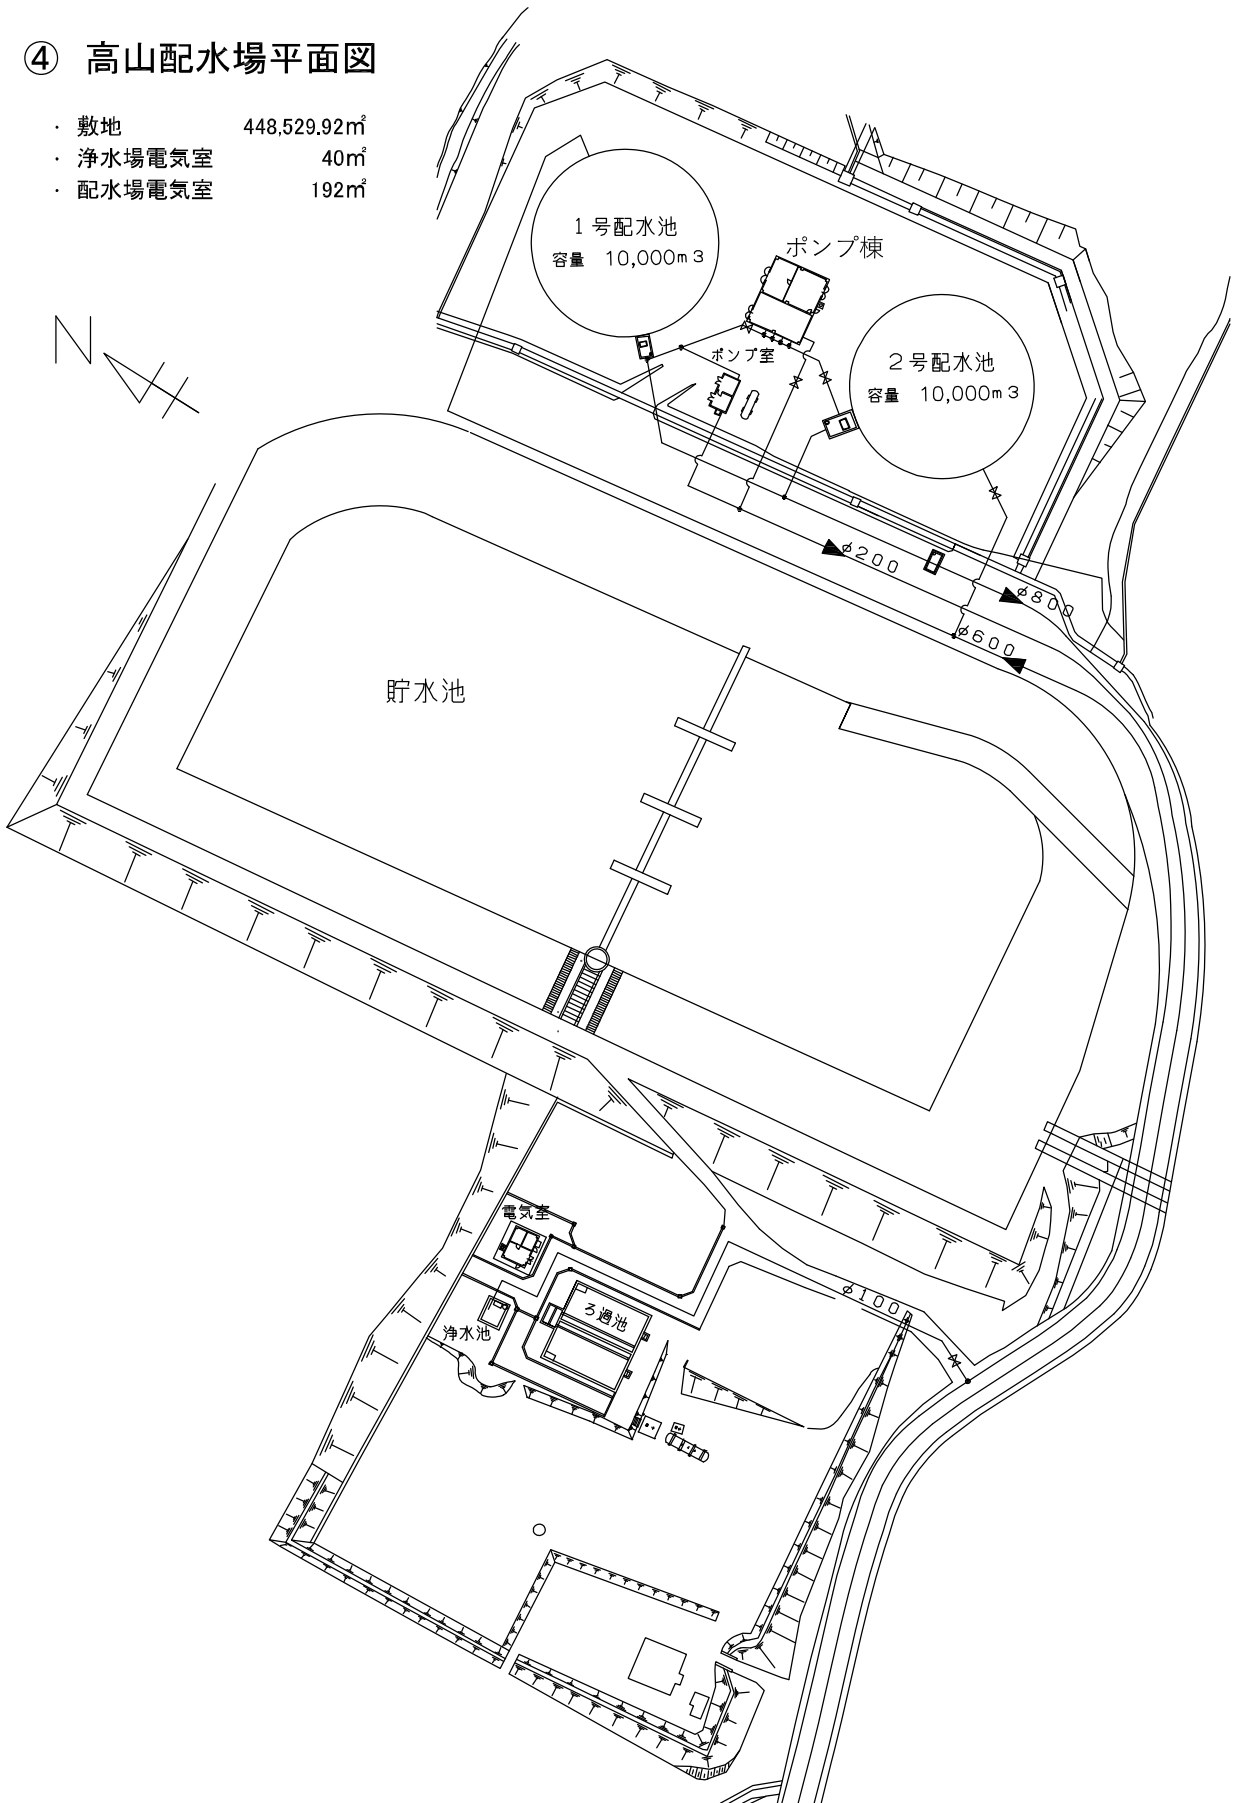 ④ 高山配水場平面図
・ 敷地 448,529.92㎡
・ 浄水場電気室 40㎡
・ 配水場電気室 192㎡
N
1号配水池
容量 10,000m3
ポンプ棟
ポンプ室
2号配水池
容量 10,000m3
φ200
φ800
φ600
貯水池
電気室
ろ過池
浄水池
φ100